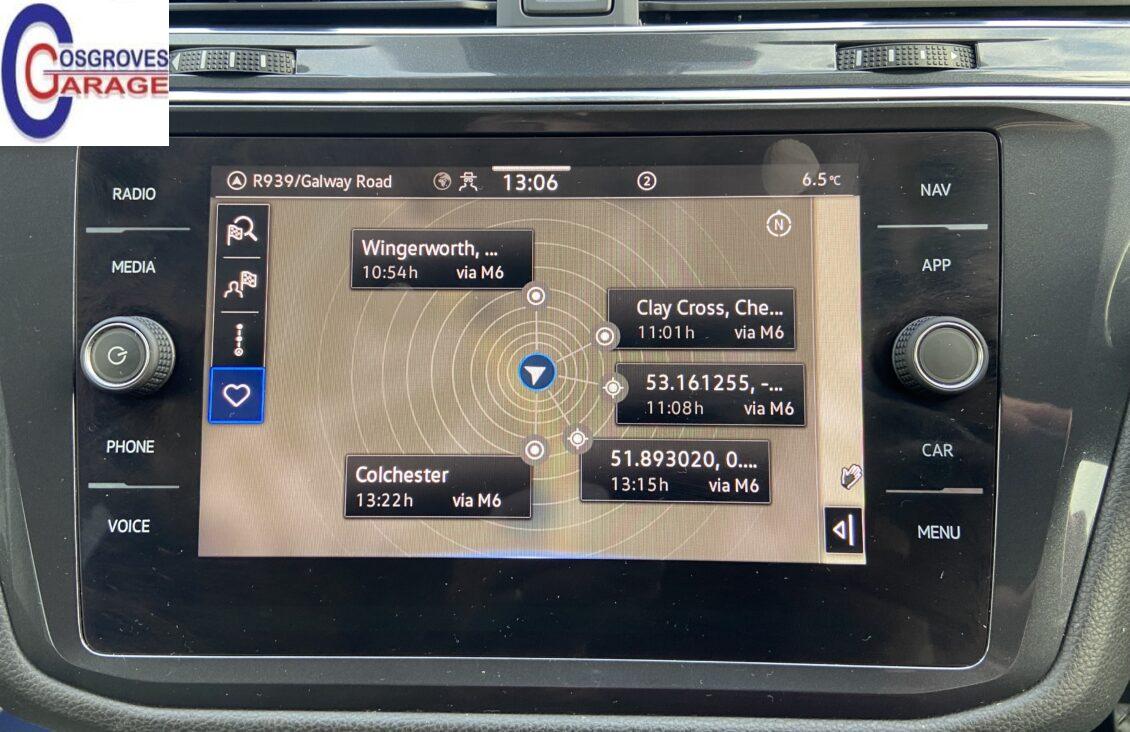 COSGROVES
GARAGE
RADIO
MEDIA
PHONE
VOICE
R939/Galway Road
13:06
2
6.5°C
N
Wingerworth, ...
10:54h via M6
Clay Cross, Che...
11:01h via M6
53.161255, -...
11:08h via M6
51.893020, 0....
13:15h via M6
Colchester
13:22h via M6
NAV
APP
CAR
MENU